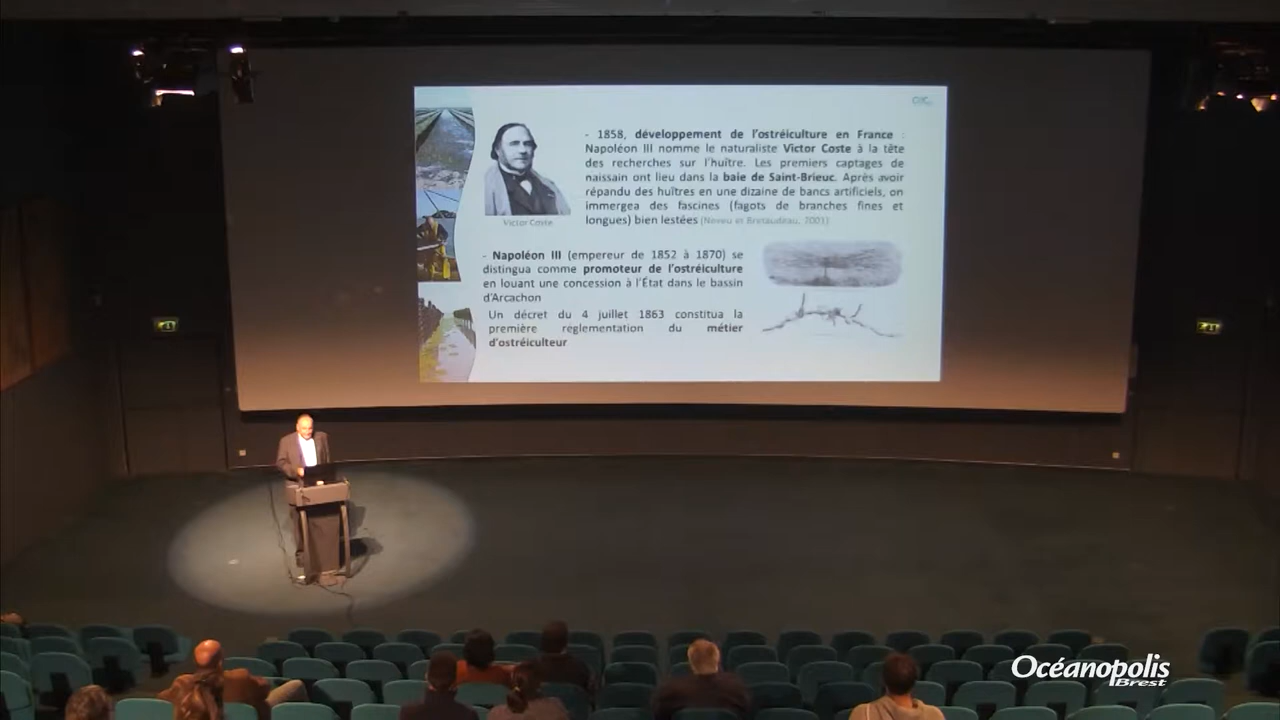 CNC
- 1858, développement de l'ostréiculture en France :
Napoléon III nomme le naturaliste Victor Coste à la tête
des recherches sur l'huître. Les premiers captages de
naissain ont lieu dans la baie de Saint-Brieuc. Après avoir
répandu des huîtres en une dizaine de bancs artificiels, on
immergea des fascines (fagots de branches fines et
longues) bien lestées (Neveu et Bretaudeau, 2001)
Victor Coste
- Napoléon III (empereur de 1852 à 1870) se
distingua comme promoteur de l'ostréiculture
en louant une concession à l'État dans le bassin
d'Arcachon
Un décret du 4 juillet 1863 constitua la
première réglementation du métier
d'ostréiculteur
Océanopolis
Brest